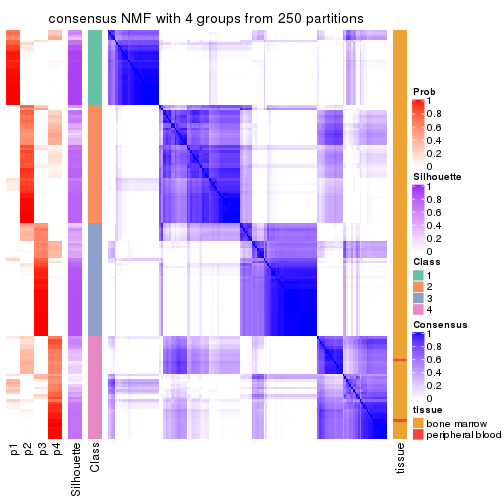 consensus NMF with 4 groups from 250 partitions
Prob
1
0.8
0.6
0.4
0.2
0
Silhouette
1
0.8
0.6
0.4
0.2
0
Class
1
2
3
4
Consensus
1
0.8
0.6
0.4
0.2
0
tissue
bone marrow
peripheral blood
p1
p2
p3
p4
Silhouette
Class
tissue